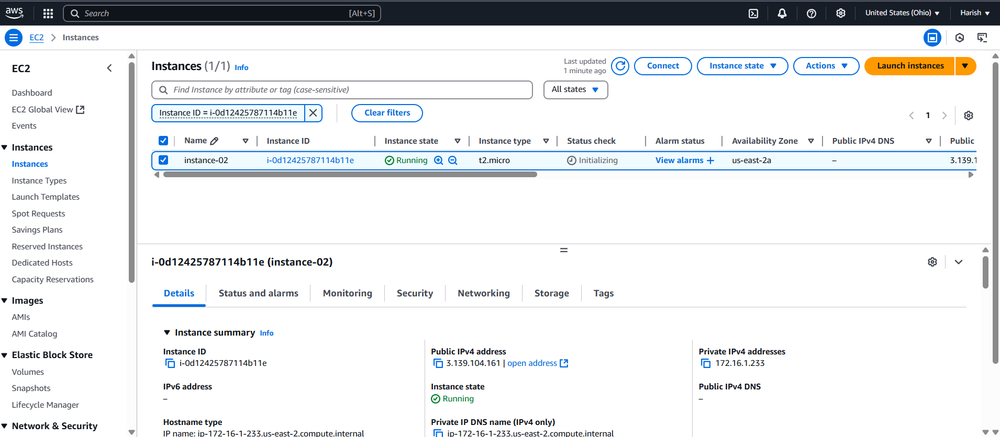 aws
Search [Alt+S]
United States (Ohio)
Harish
EC2 > Instances
EC2
Dashboard
EC2 Global View
Events
Instances
Instances
Instance Types
Launch Templates
Spot Requests
Savings Plans
Reserved Instances
Dedicated Hosts
Capacity Reservations
Images
AMIs
AMI Catalog
Elastic Block Store
Volumes
Snapshots
Lifecycle Manager
Network & Security
Instances (1/1) Info
Last updated
1 minute ago
Connect
Instance state
Actions
Launch instances
Find Instance by attribute or tag (case-sensitive)
All states
Instance ID = i-0d12425787114b11e
Clear filters
1
Name Instance ID Instance state Instance type Status check Alarm status Availability Zone Public IPv4 DNS Public
instance-02 i-0d12425787114b11e Running t2.micro Initializing View alarms + us-east-2a – 3.139.1
i-0d12425787114b11e (instance-02)
Details Status and alarms Monitoring Security Networking Storage Tags
Instance summary Info
Instance ID
i-0d12425787114b11e
Public IPv4 address
3.139.104.161 | open address
Private IPv4 addresses
172.16.1.233
IPv6 address
–
Instance state
Running
Public IPv4 DNS
–
Hostname type
IP name: ip-172-16-1-233.us-east-2.compute.internal
Private IP DNS name (IPv4 only)
ip-172-16-1-233.us-east-2.compute.internal